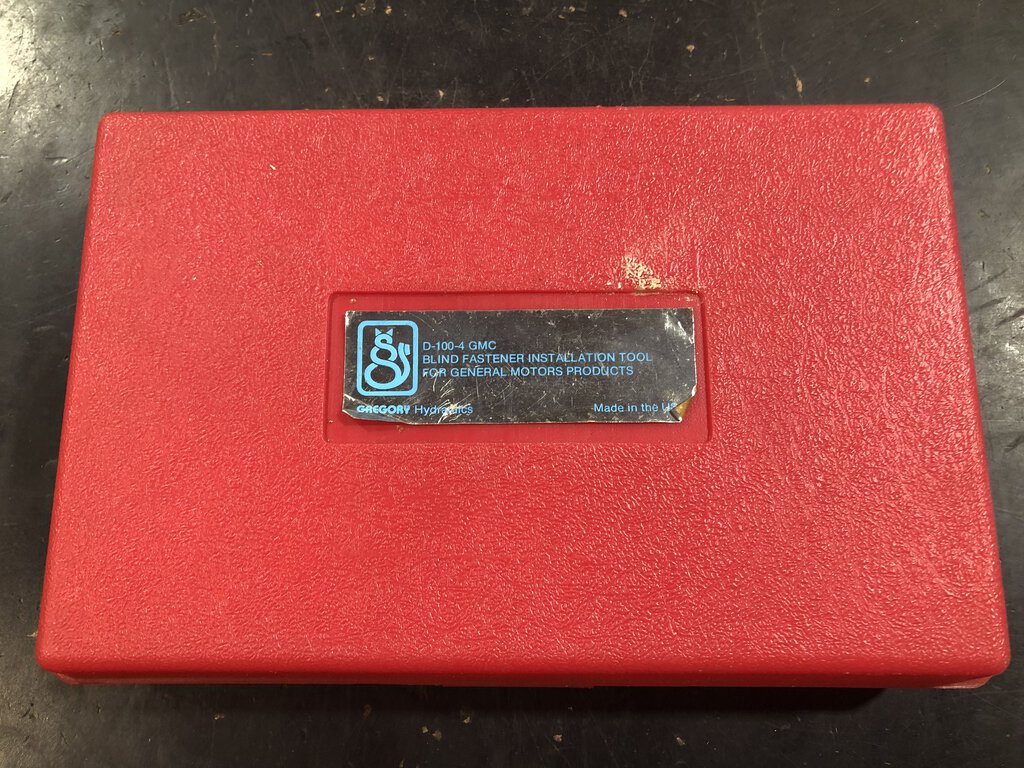 D-100-4 GMC
BLIND FASTENER INSTALLATION TOOL
FOR GENERAL MOTORS PRODUCTS
GREGORY Hydraulics
Made in the